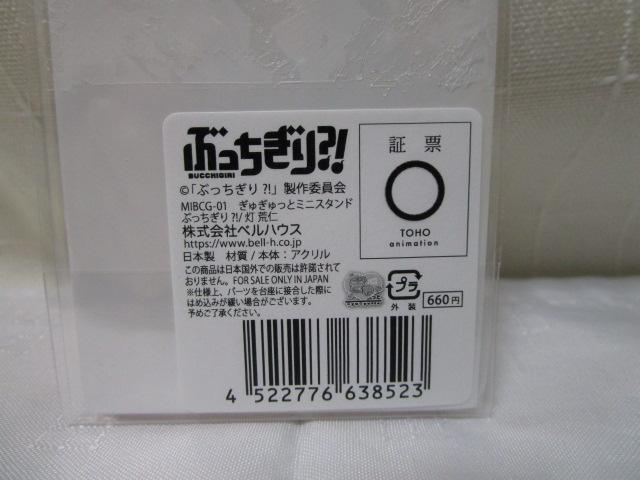 ぶっちぎり?!
BUCCHIGIRI
©「ぶっちぎり?!」製作委員会
MIBCG-01 ぎゅぎゅっとミニスタンド
ぶっちぎり?!/ 灯 荒仁
株式会社ベルハウス
https://www.bell-h.co.jp
日本製 材質 / 本体：アクリル
この商品は日本国外での販売は許諾されて
おりません。FOR SALE ONLY IN JAPAN
※仕様上、パーツを台座に接合した際に
はめ込みが緩い場合がございます。
予めご了承ください。
証 票
TOHO
animation
プラ
外 装
660円
4 522776 638523